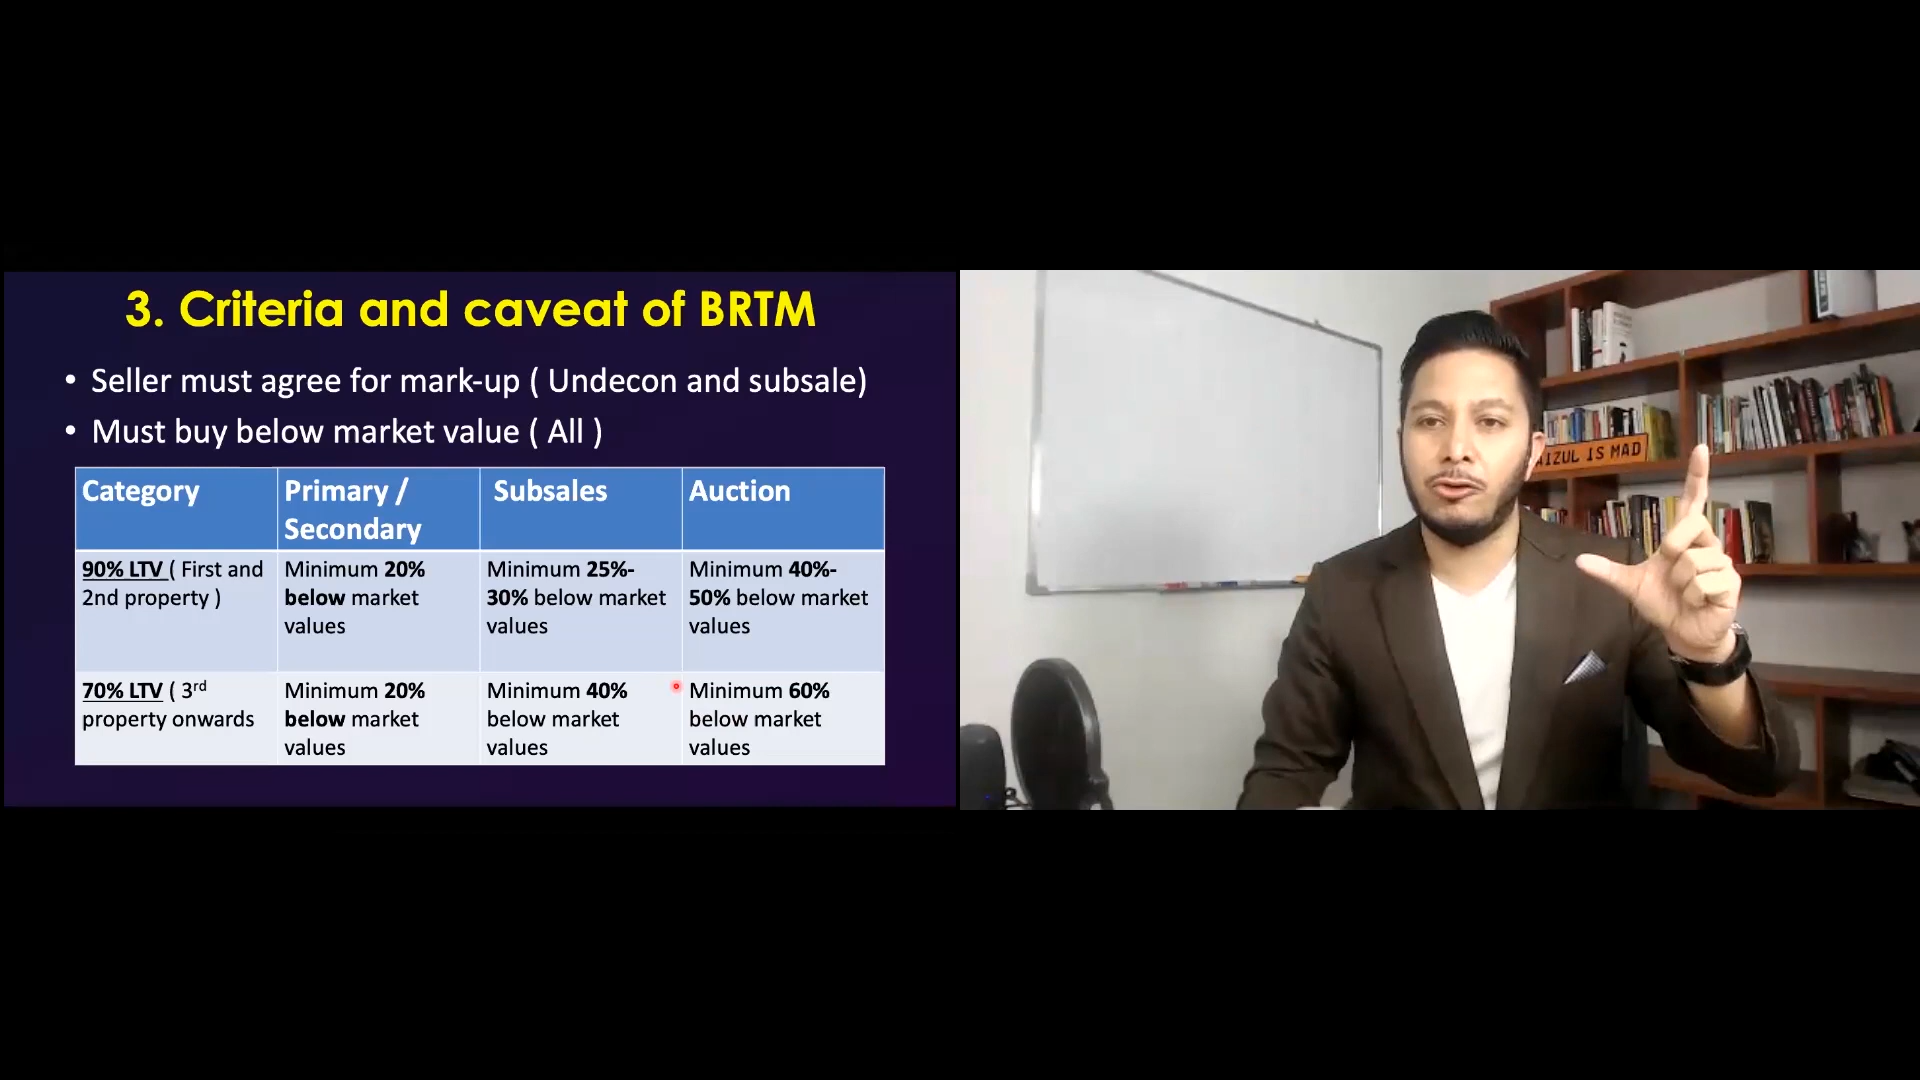 3. Criteria and caveat of BRTM
• Seller must agree for mark-up ( Undecon and subsale)
• Must buy below market value ( All )
Category
Primary /
Secondary
Subsales
Auction
90% LTV ( First and
2nd property )
Minimum 20%
below market
values
Minimum 25%-
30% below market
values
Minimum 40%-
50% below market
values
70% LTV ( 3rd
property onwards
Minimum 20%
below market
values
Minimum 40%
below market
values
Minimum 60%
below market
values
AIZUL IS MAD